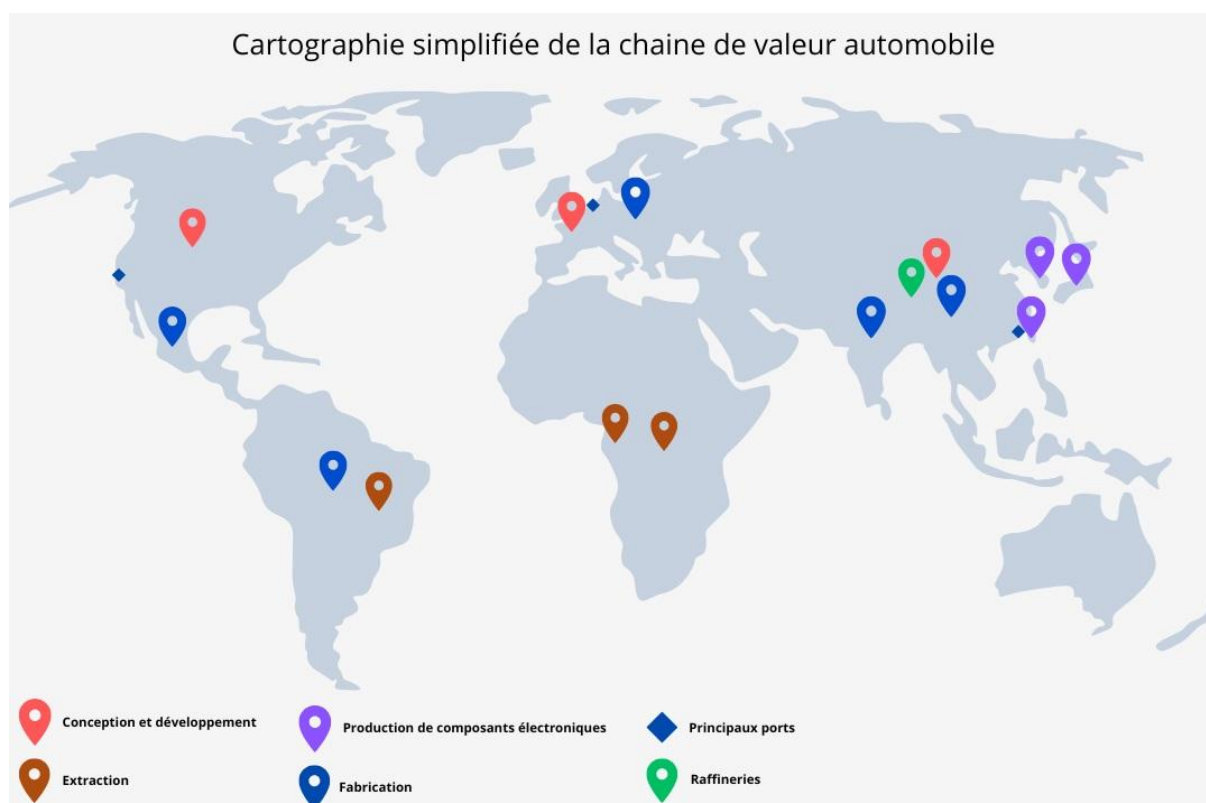 Cartographie simplifiée de la chaine de valeur automobile
Conception et développement
Production de composants électroniques
Principaux ports
Extraction
Fabrication
Raffineries